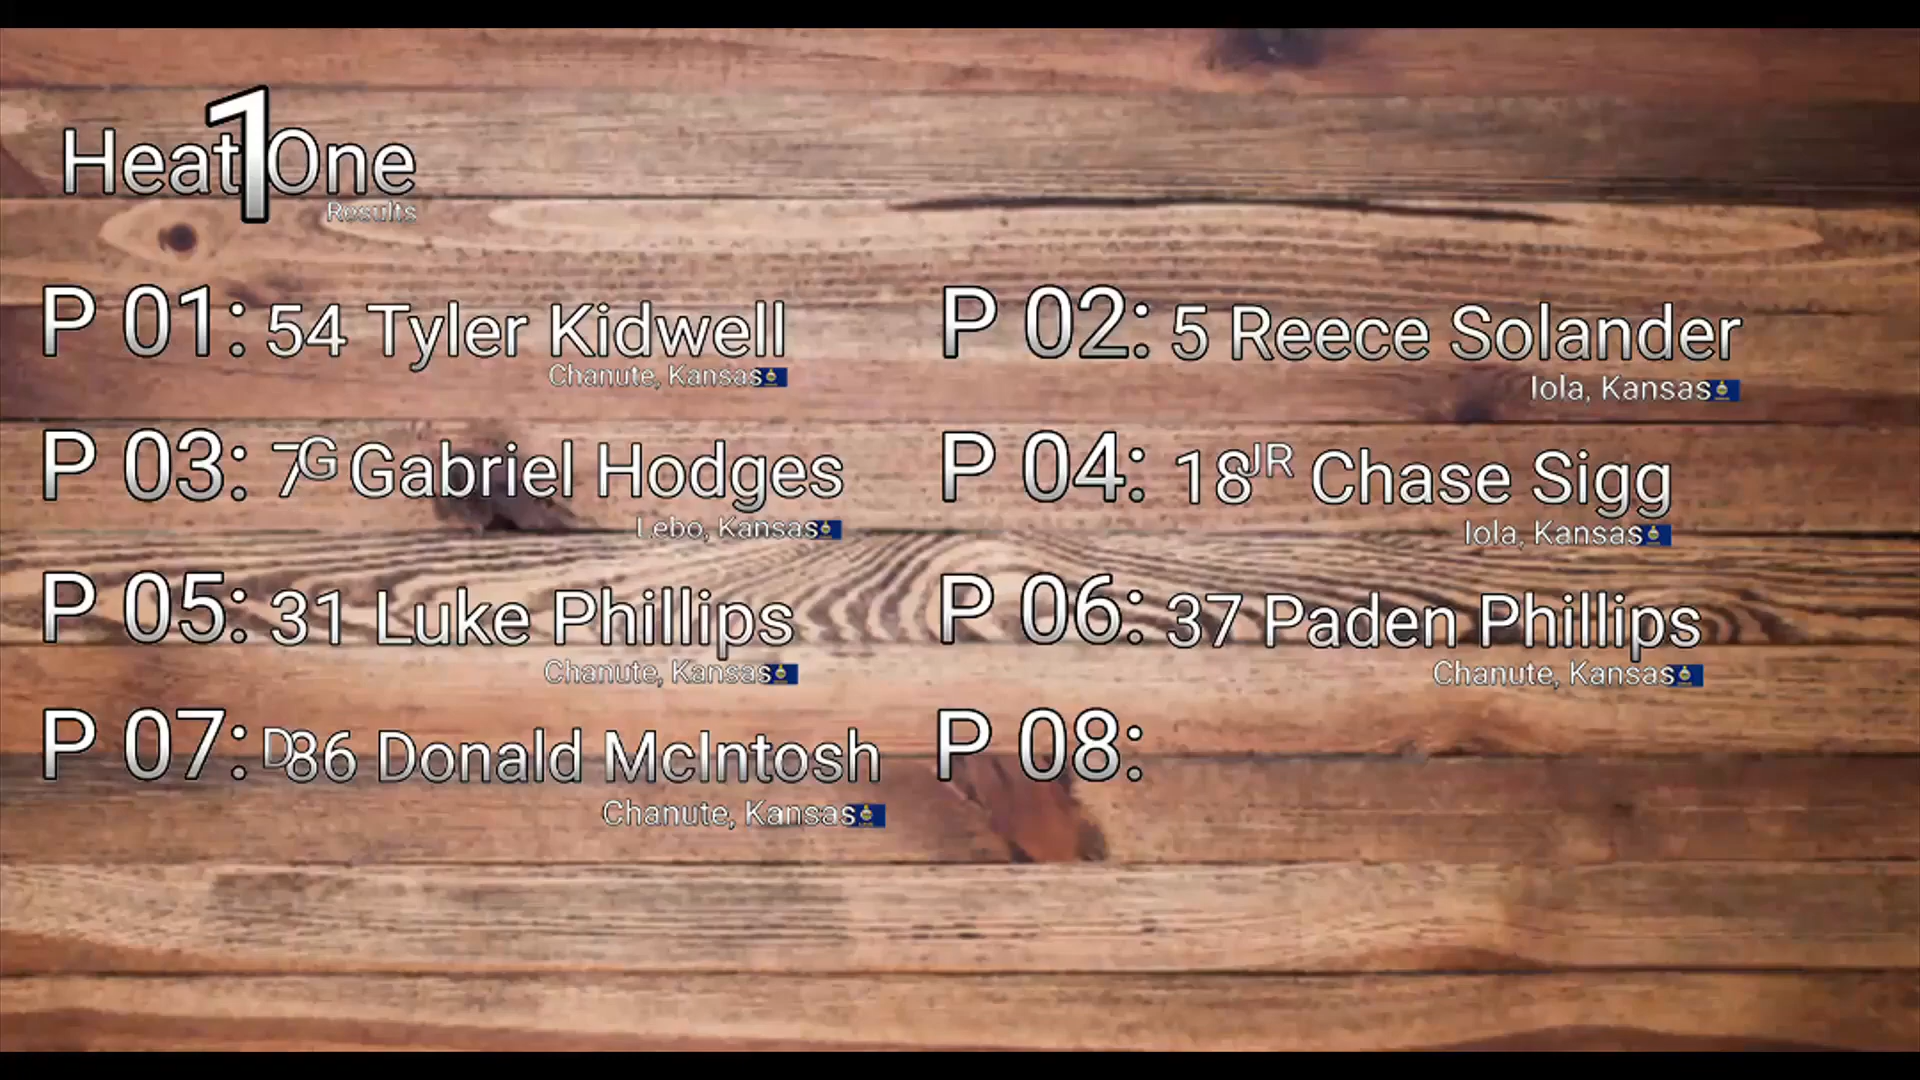 Heat 1 One
Results
P 01: 54 Tyler Kidwell
Chanute, Kansas
P 02: 5 Reece Solander
Iola, Kansas
P 03: 7G Gabriel Hodges
Lebo, Kansas
P 04: 18JR Chase Sigg
Iola, Kansas
P 05: 31 Luke Phillips
Chanute, Kansas
P 06: 37 Paden Phillips
Chanute, Kansas
P 07: D86 Donald McIntosh
Chanute, Kansas
P 08: